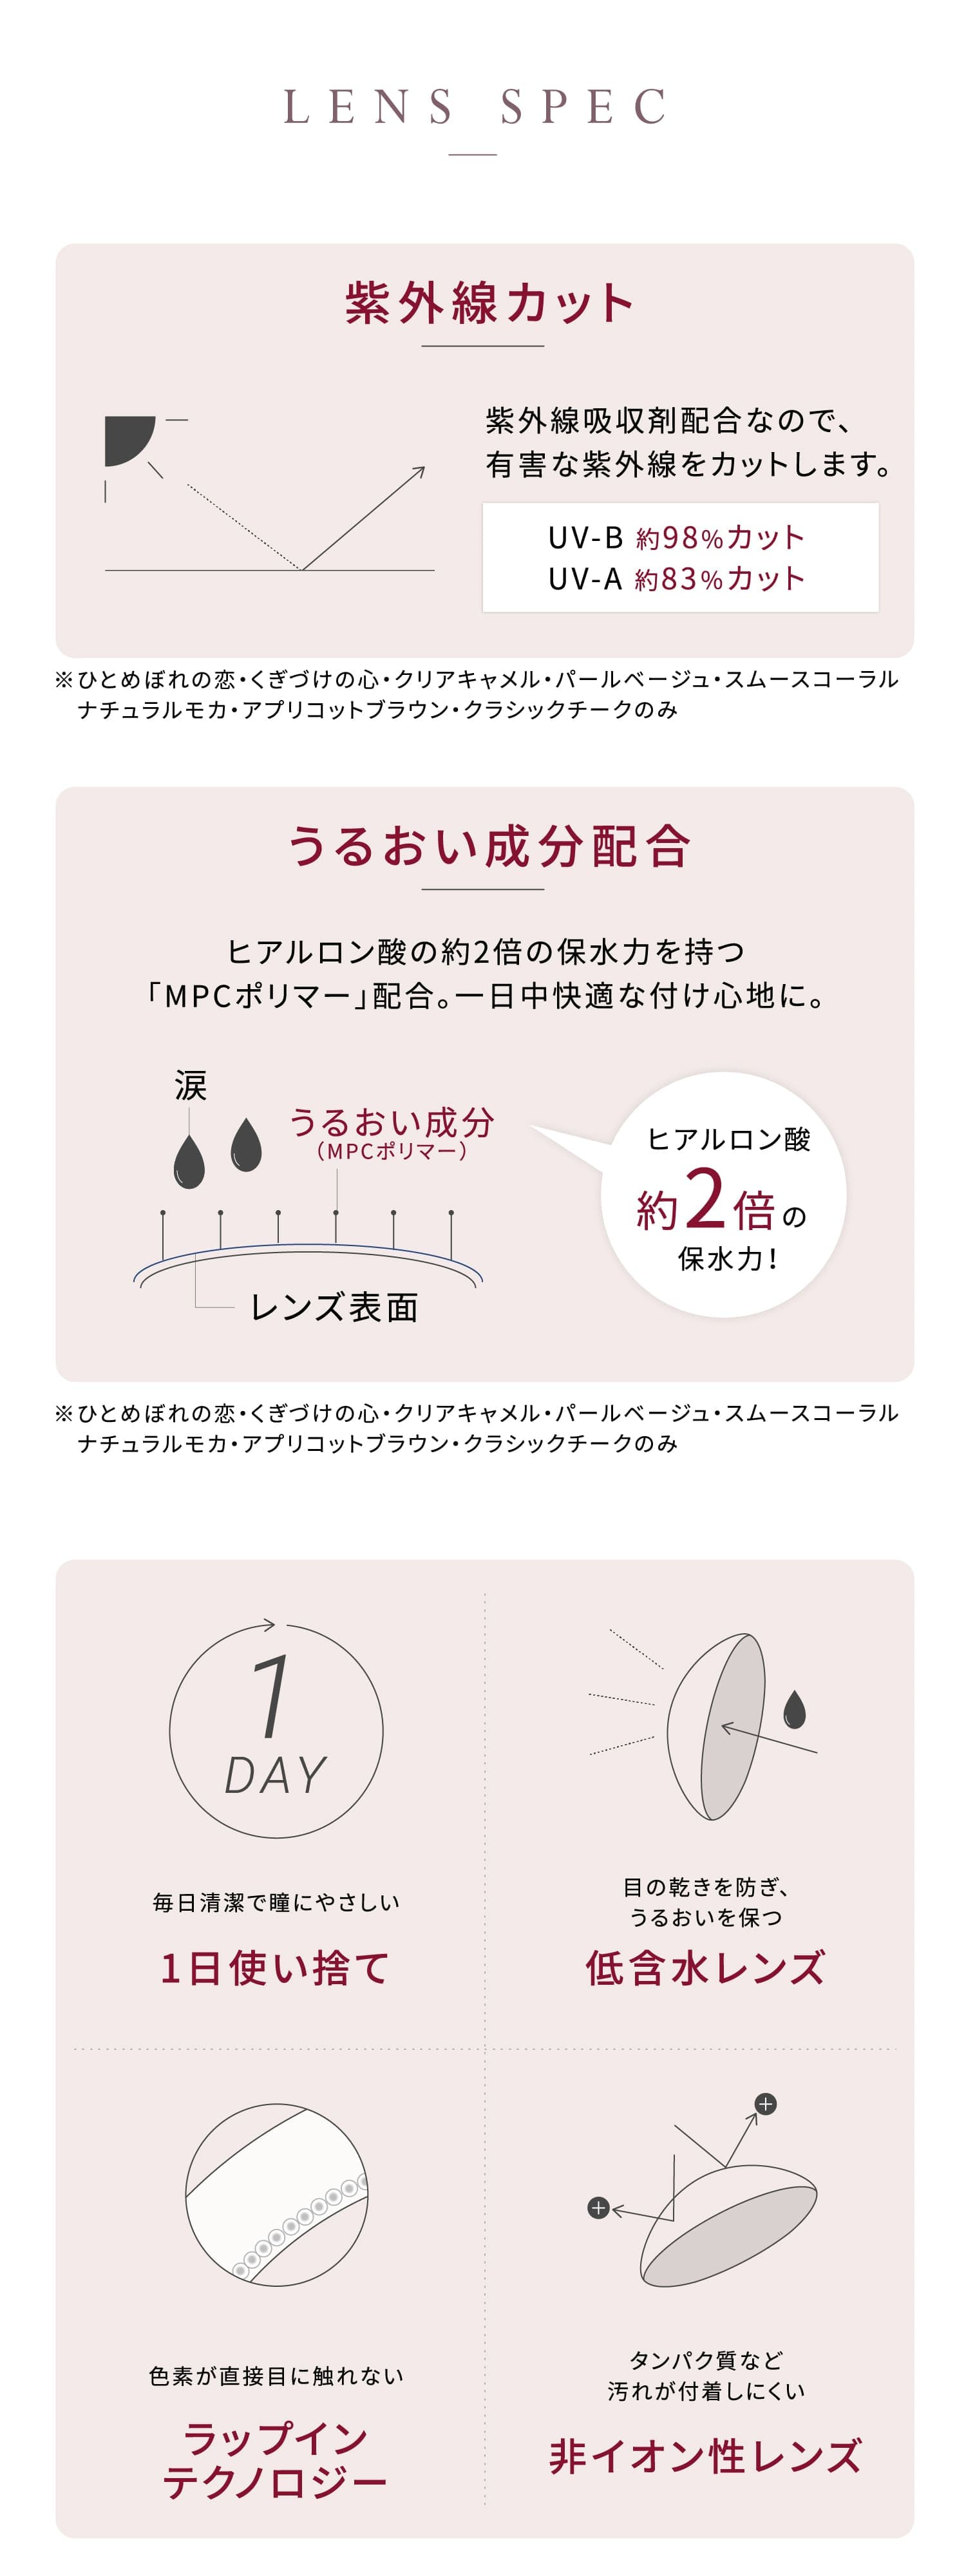 LENS SPEC
紫外線カット
紫外線吸収剤配合なので、
有害な紫外線をカットします。
UV-B 約98%カット
UV-A 約83%カット
※ひとめぼれの恋・くぎづけの心・クリアキャメル・パールベージュ・スムースコーラル
ナチュラルモカ・アプリコットブラウン・クラシックチークのみ
うるおい成分配合
ヒアルロン酸の約2倍の保水力を持つ
「MPCポリマー」配合。一日中快適な付け心地に。
涙
うるおい成分
（MPCポリマー）
レンズ表面
ヒアルロン酸
約2倍の
保水力！
※ひとめぼれの恋・くぎづけの心・クリアキャメル・パールベージュ・スムースコーラル
ナチュラルモカ・アプリコットブラウン・クラシックチークのみ
1
DAY
毎日清潔で瞳にやさしい
1日使い捨て
目の乾きを防ぎ、
うるおいを保つ
低含水レンズ
色素が直接目に触れない
ラップイン
テクノロジー
タンパク質など
汚れが付着しにくい
非イオン性レンズ